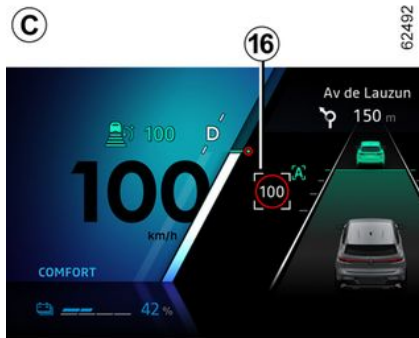 C
16
62492
Av de Lauzun
150 m
100
D
A
100
100
km/h
COMFORT
42 %